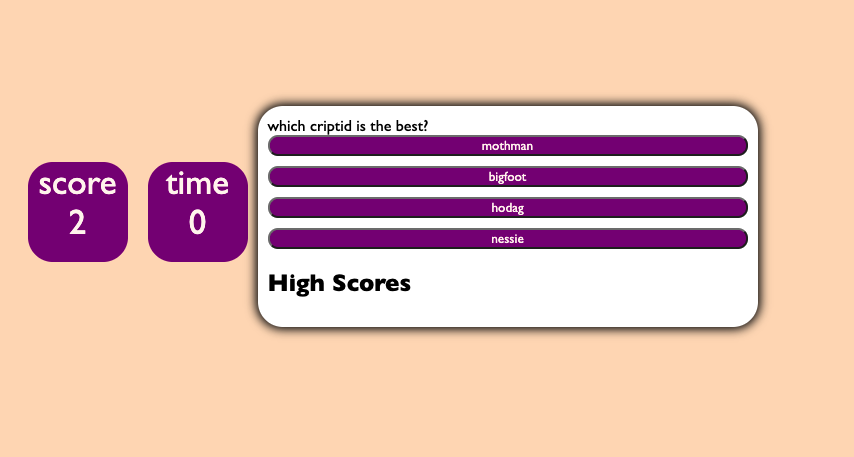 score
2
time
0
which criptid is the best?
mothman
bigfoot
hodag
nessie
High Scores